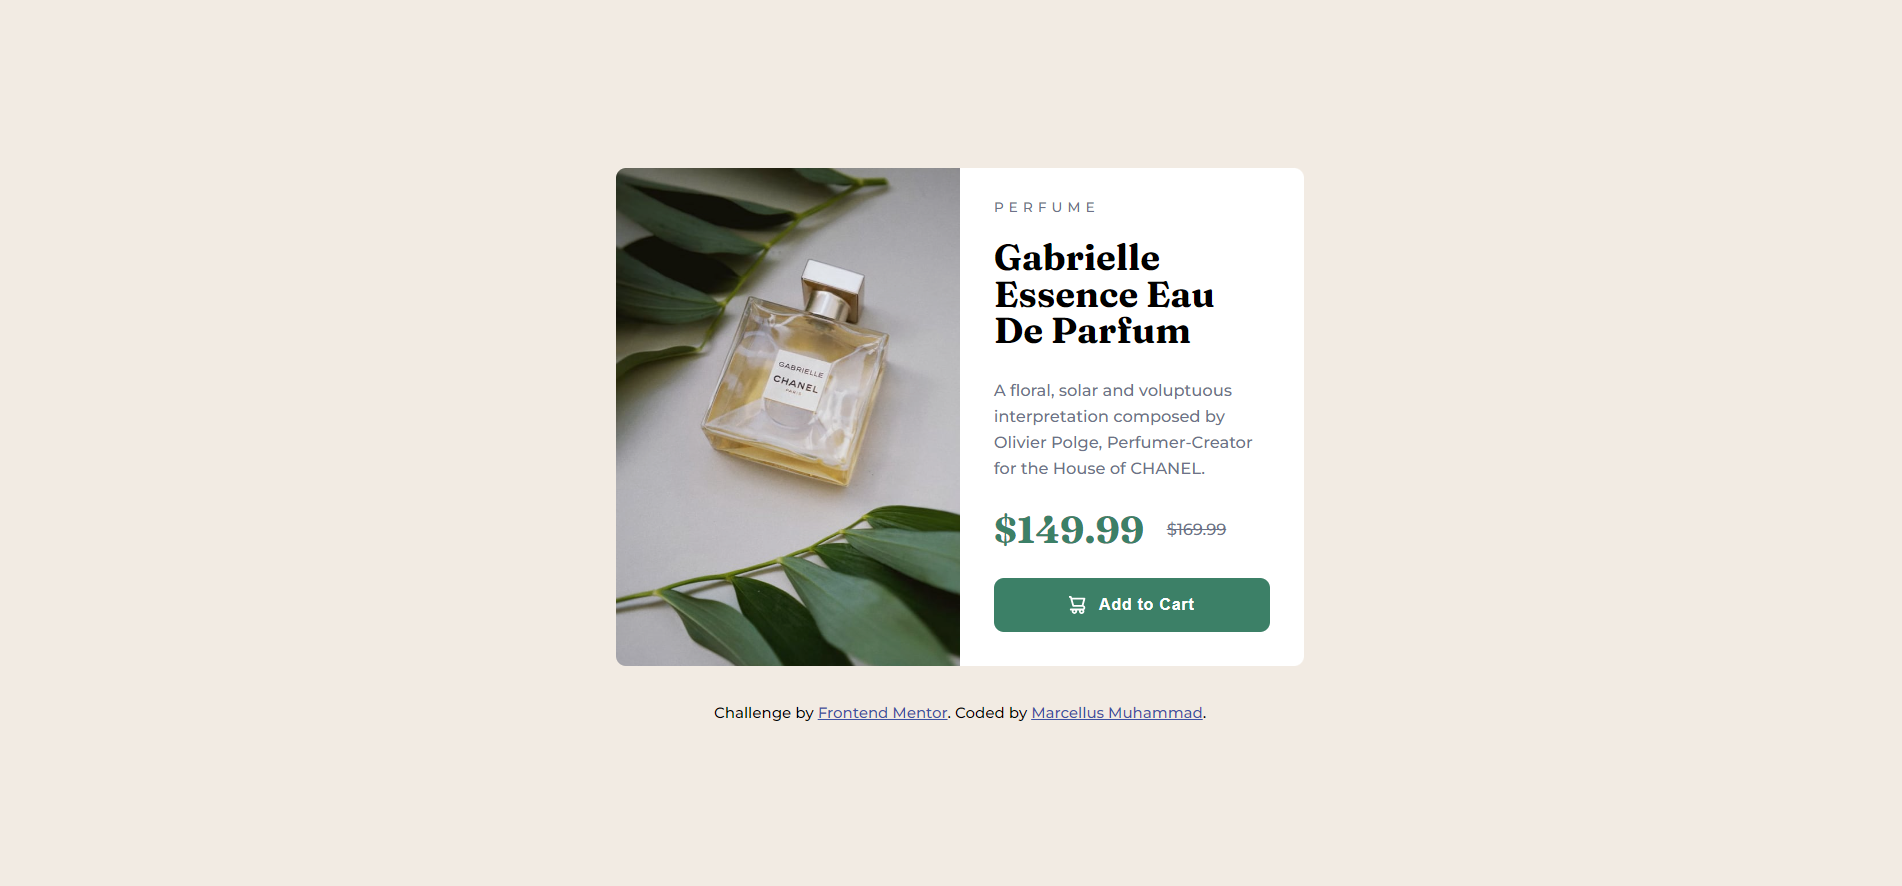 GABRIELLE
CHANEL
PARIS
PERFUME
Gabrielle
Essence Eau
De Parfum
A floral, solar and voluptuous
interpretation composed by
Olivier Polge, Perfumer-Creator
for the House of CHANEL.
$149.99 $169.99
Add to Cart
Challenge by Frontend Mentor. Coded by Marcellus Muhammad.